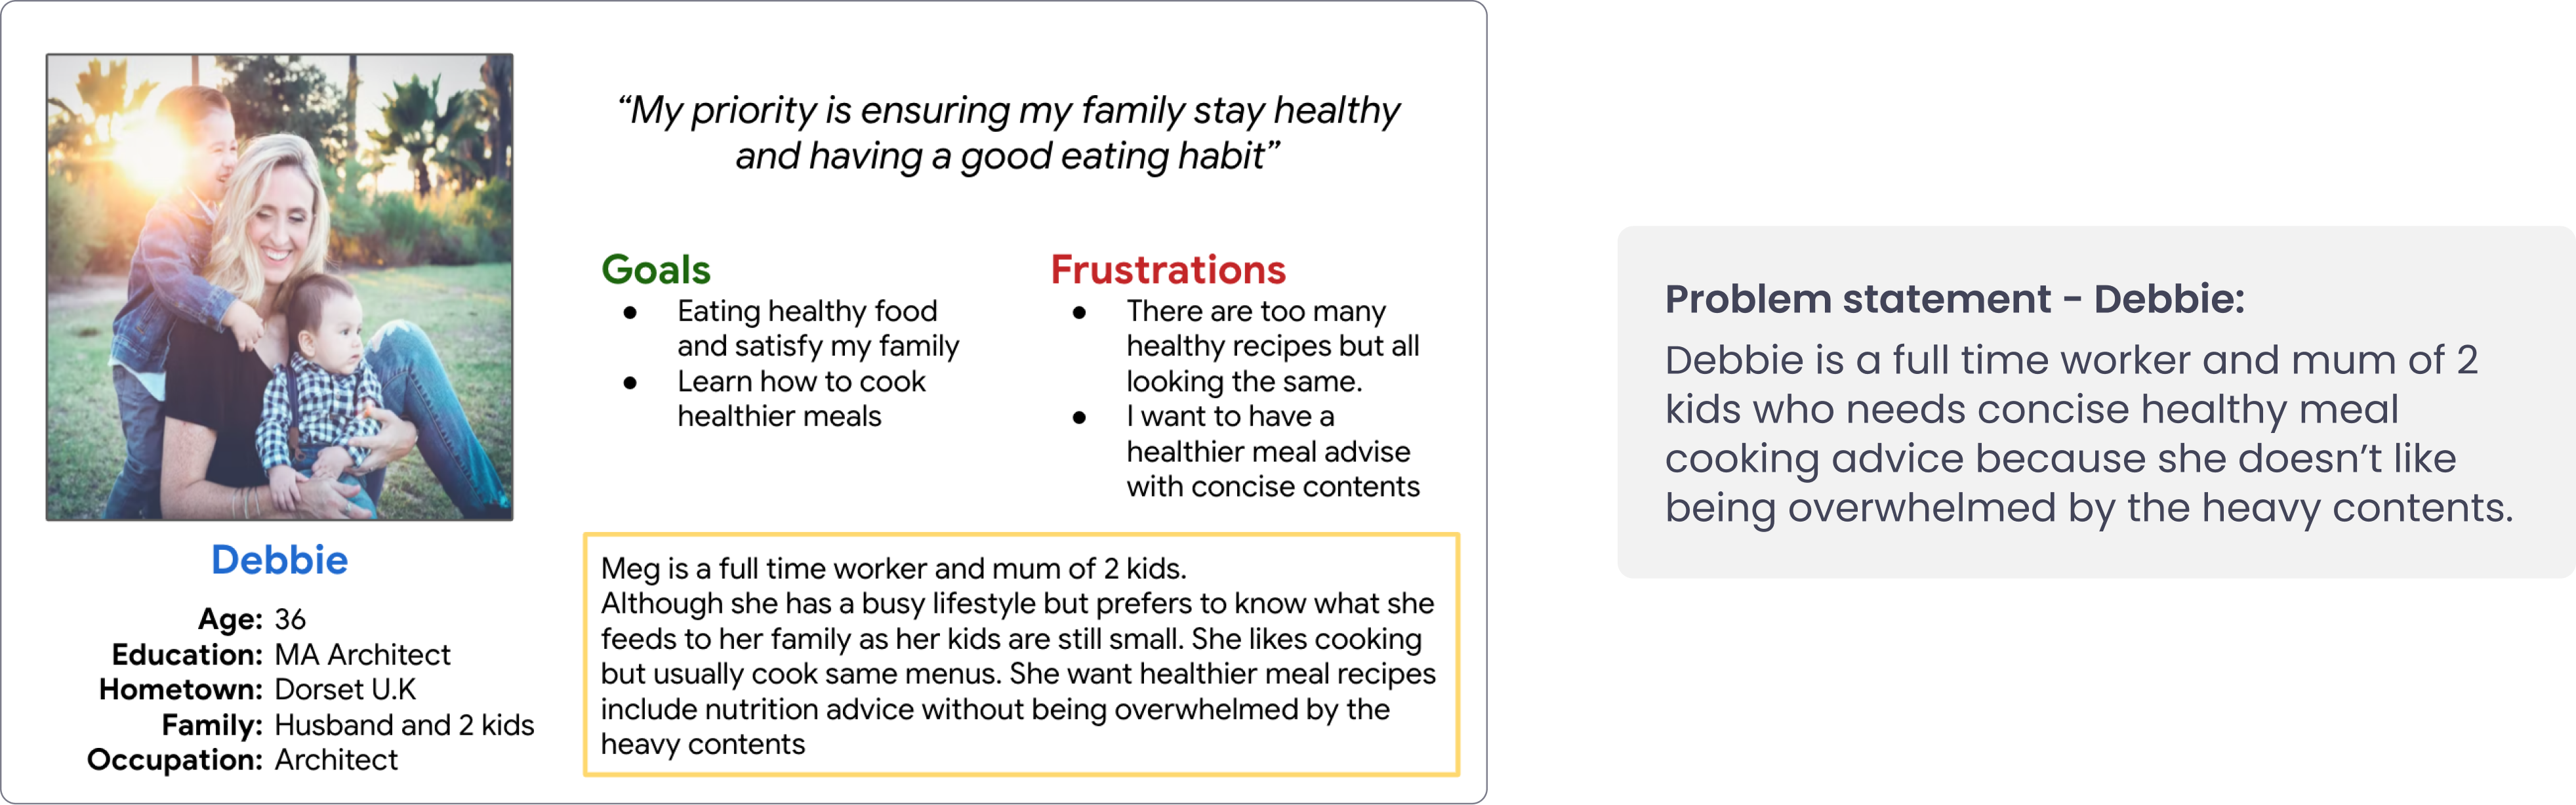 “My priority is ensuring my family stay healthy
and having a good eating habit”
Goals
● Eating healthy food
and satisfy my family
● Learn how to cook
healthier meals
Frustrations
● There are too many
healthy recipes but all
looking the same.
● I want to have a
healthier meal advise
with concise contents
Debbie
Age: 36
Education: MA Architect
Hometown: Dorset U.K
Family: Husband and 2 kids
Occupation: Architect
Meg is a full time worker and mum of 2 kids.
Although she has a busy lifestyle but prefers to know what she
feeds to her family as her kids are still small. She likes cooking
but usually cook same menus. She want healthier meal recipes
include nutrition advice without being overwhelmed by the
heavy contents
Problem statement - Debbie:
Debbie is a full time worker and mum of 2
kids who needs concise healthy meal
cooking advice because she doesn’t like
being overwhelmed by the heavy contents.